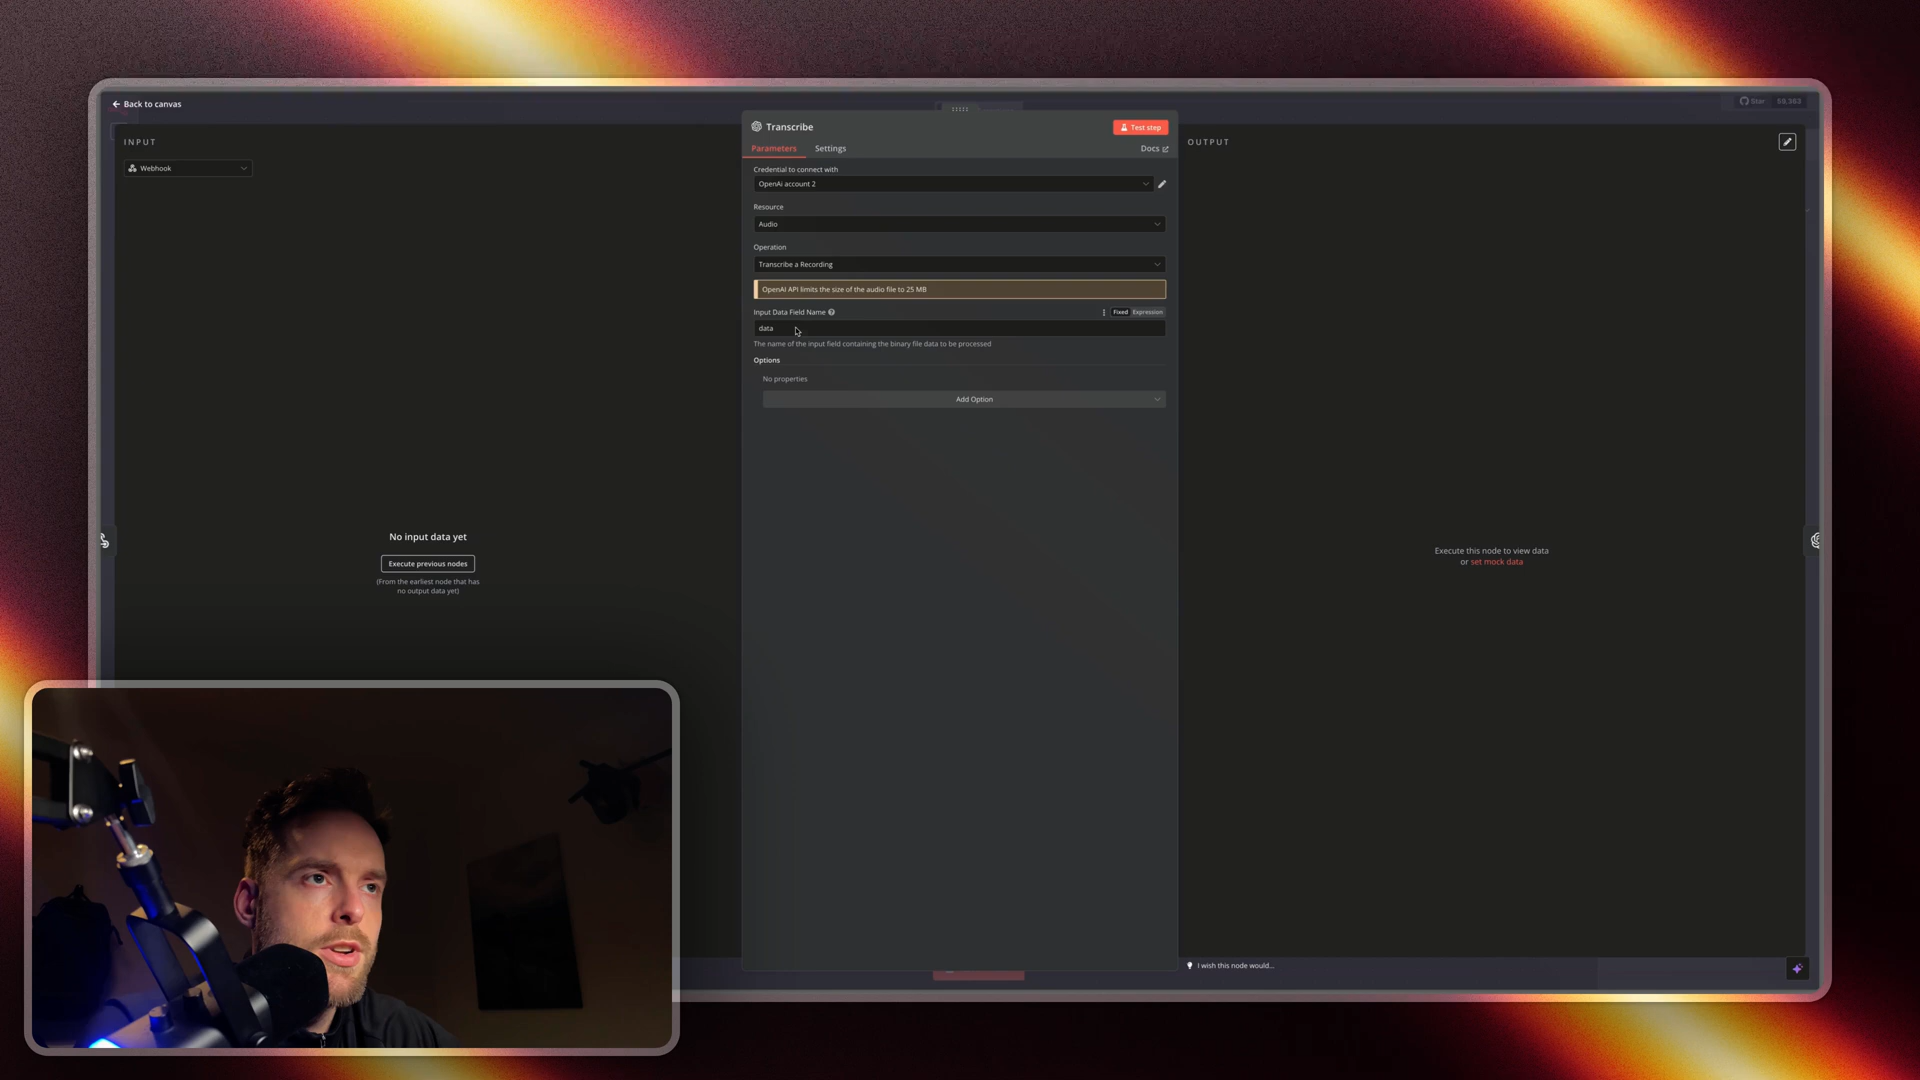 Back to canvas
Star 59,363
INPUT
Webhook
No input data yet
Execute previous nodes
(From the earliest node that has
no output data yet)
Transcribe
Test step
Parameters Settings Docs
Credential to connect with
OpenAi account 2
Resource
Audio
Operation
Transcribe a Recording
OpenAI API limits the size of the audio file to 25 MB
Input Data Field Name Fixed Expression
data
The name of the input field containing the binary file data to be processed
Options
No properties
Add Option
OUTPUT
Execute this node to view data
or set mock data
I wish this node would...